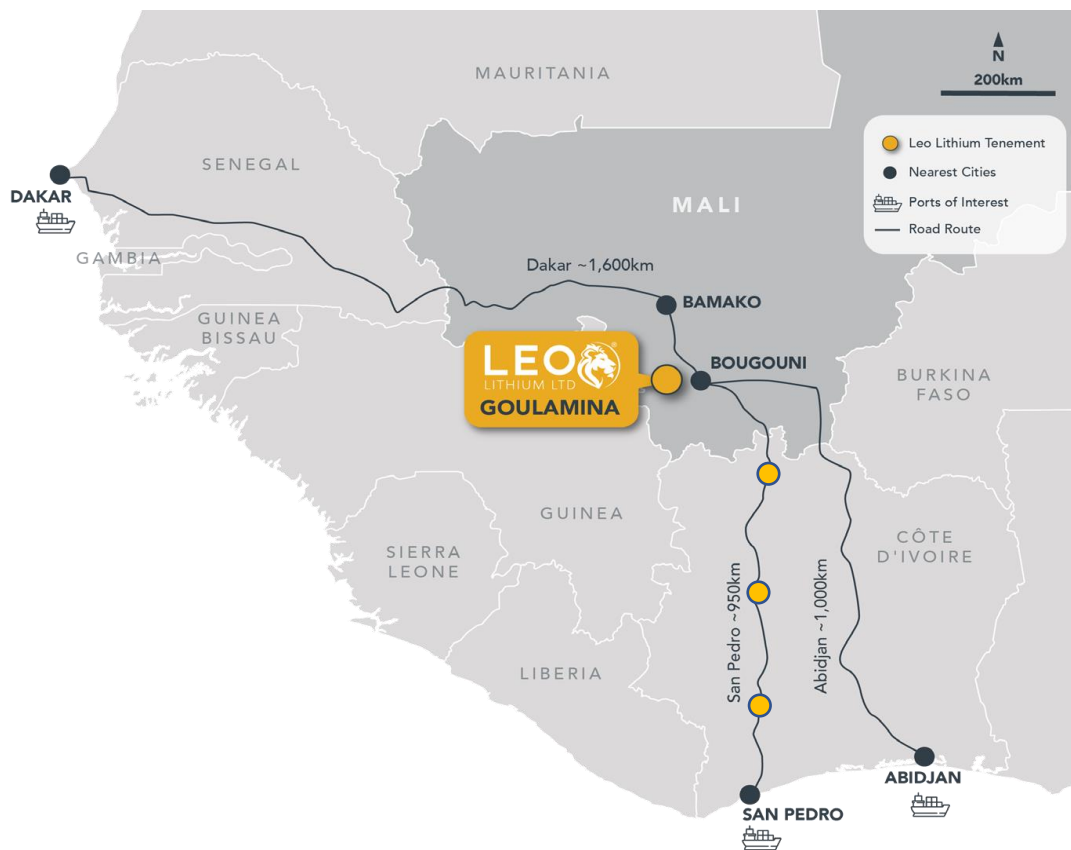 MAURITANIA
N
200km
Leo Lithium Tenement
Nearest Cities
Ports of Interest
Road Route
SENEGAL
MALI
DAKAR
GAMBIA
Dakar ~1,600km
BAMAKO
GUINEA
BISSAU
LEO
LITHIUM LTD
GOULAMINA
BOUGOUNI
BURKINA
FASO
GUINEA
SIERRA
LEONE
CÔTE
D'IVOIRE
San Pedro ~950km
Abidjan ~1,000km
LIBERIA
ABIDJAN
SAN PEDRO